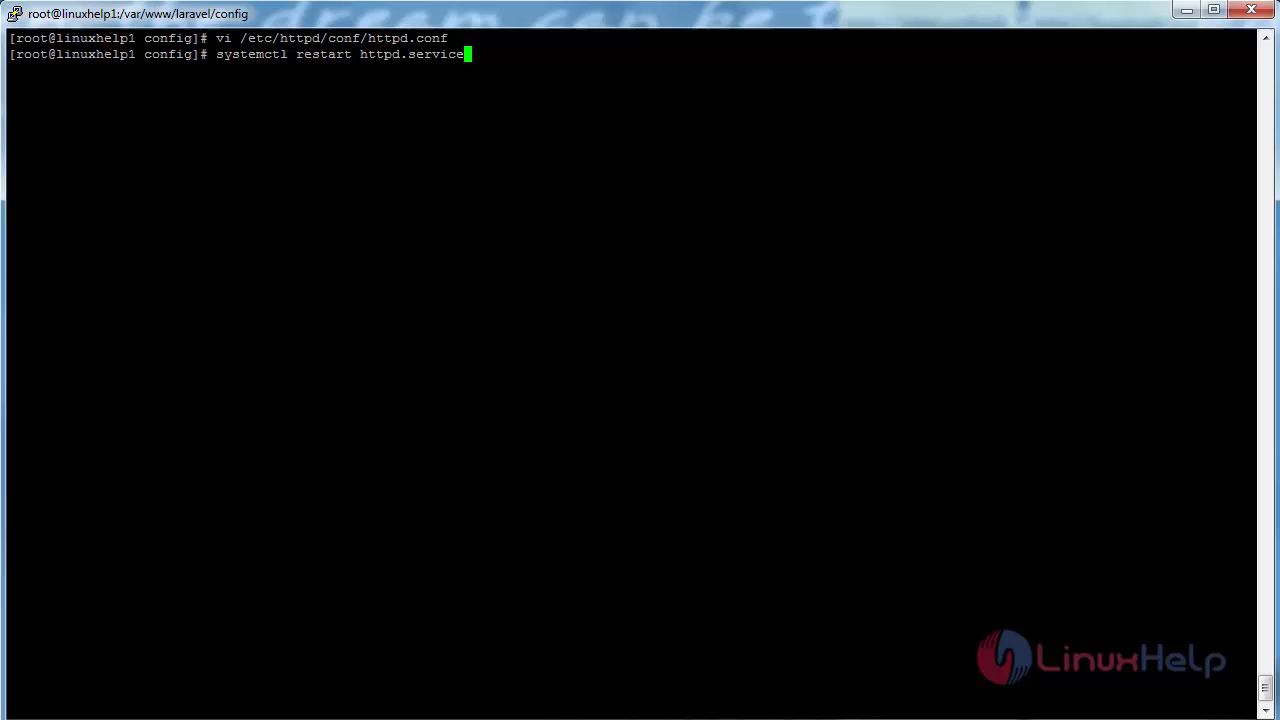 root@linuxhelp1:/var/www/laravel/config
[root@linuxhelp1 config]# vi /etc/httpd/conf/httpd.conf
[root@linuxhelp1 config]# systemctl restart httpd.service
LinuxHelp